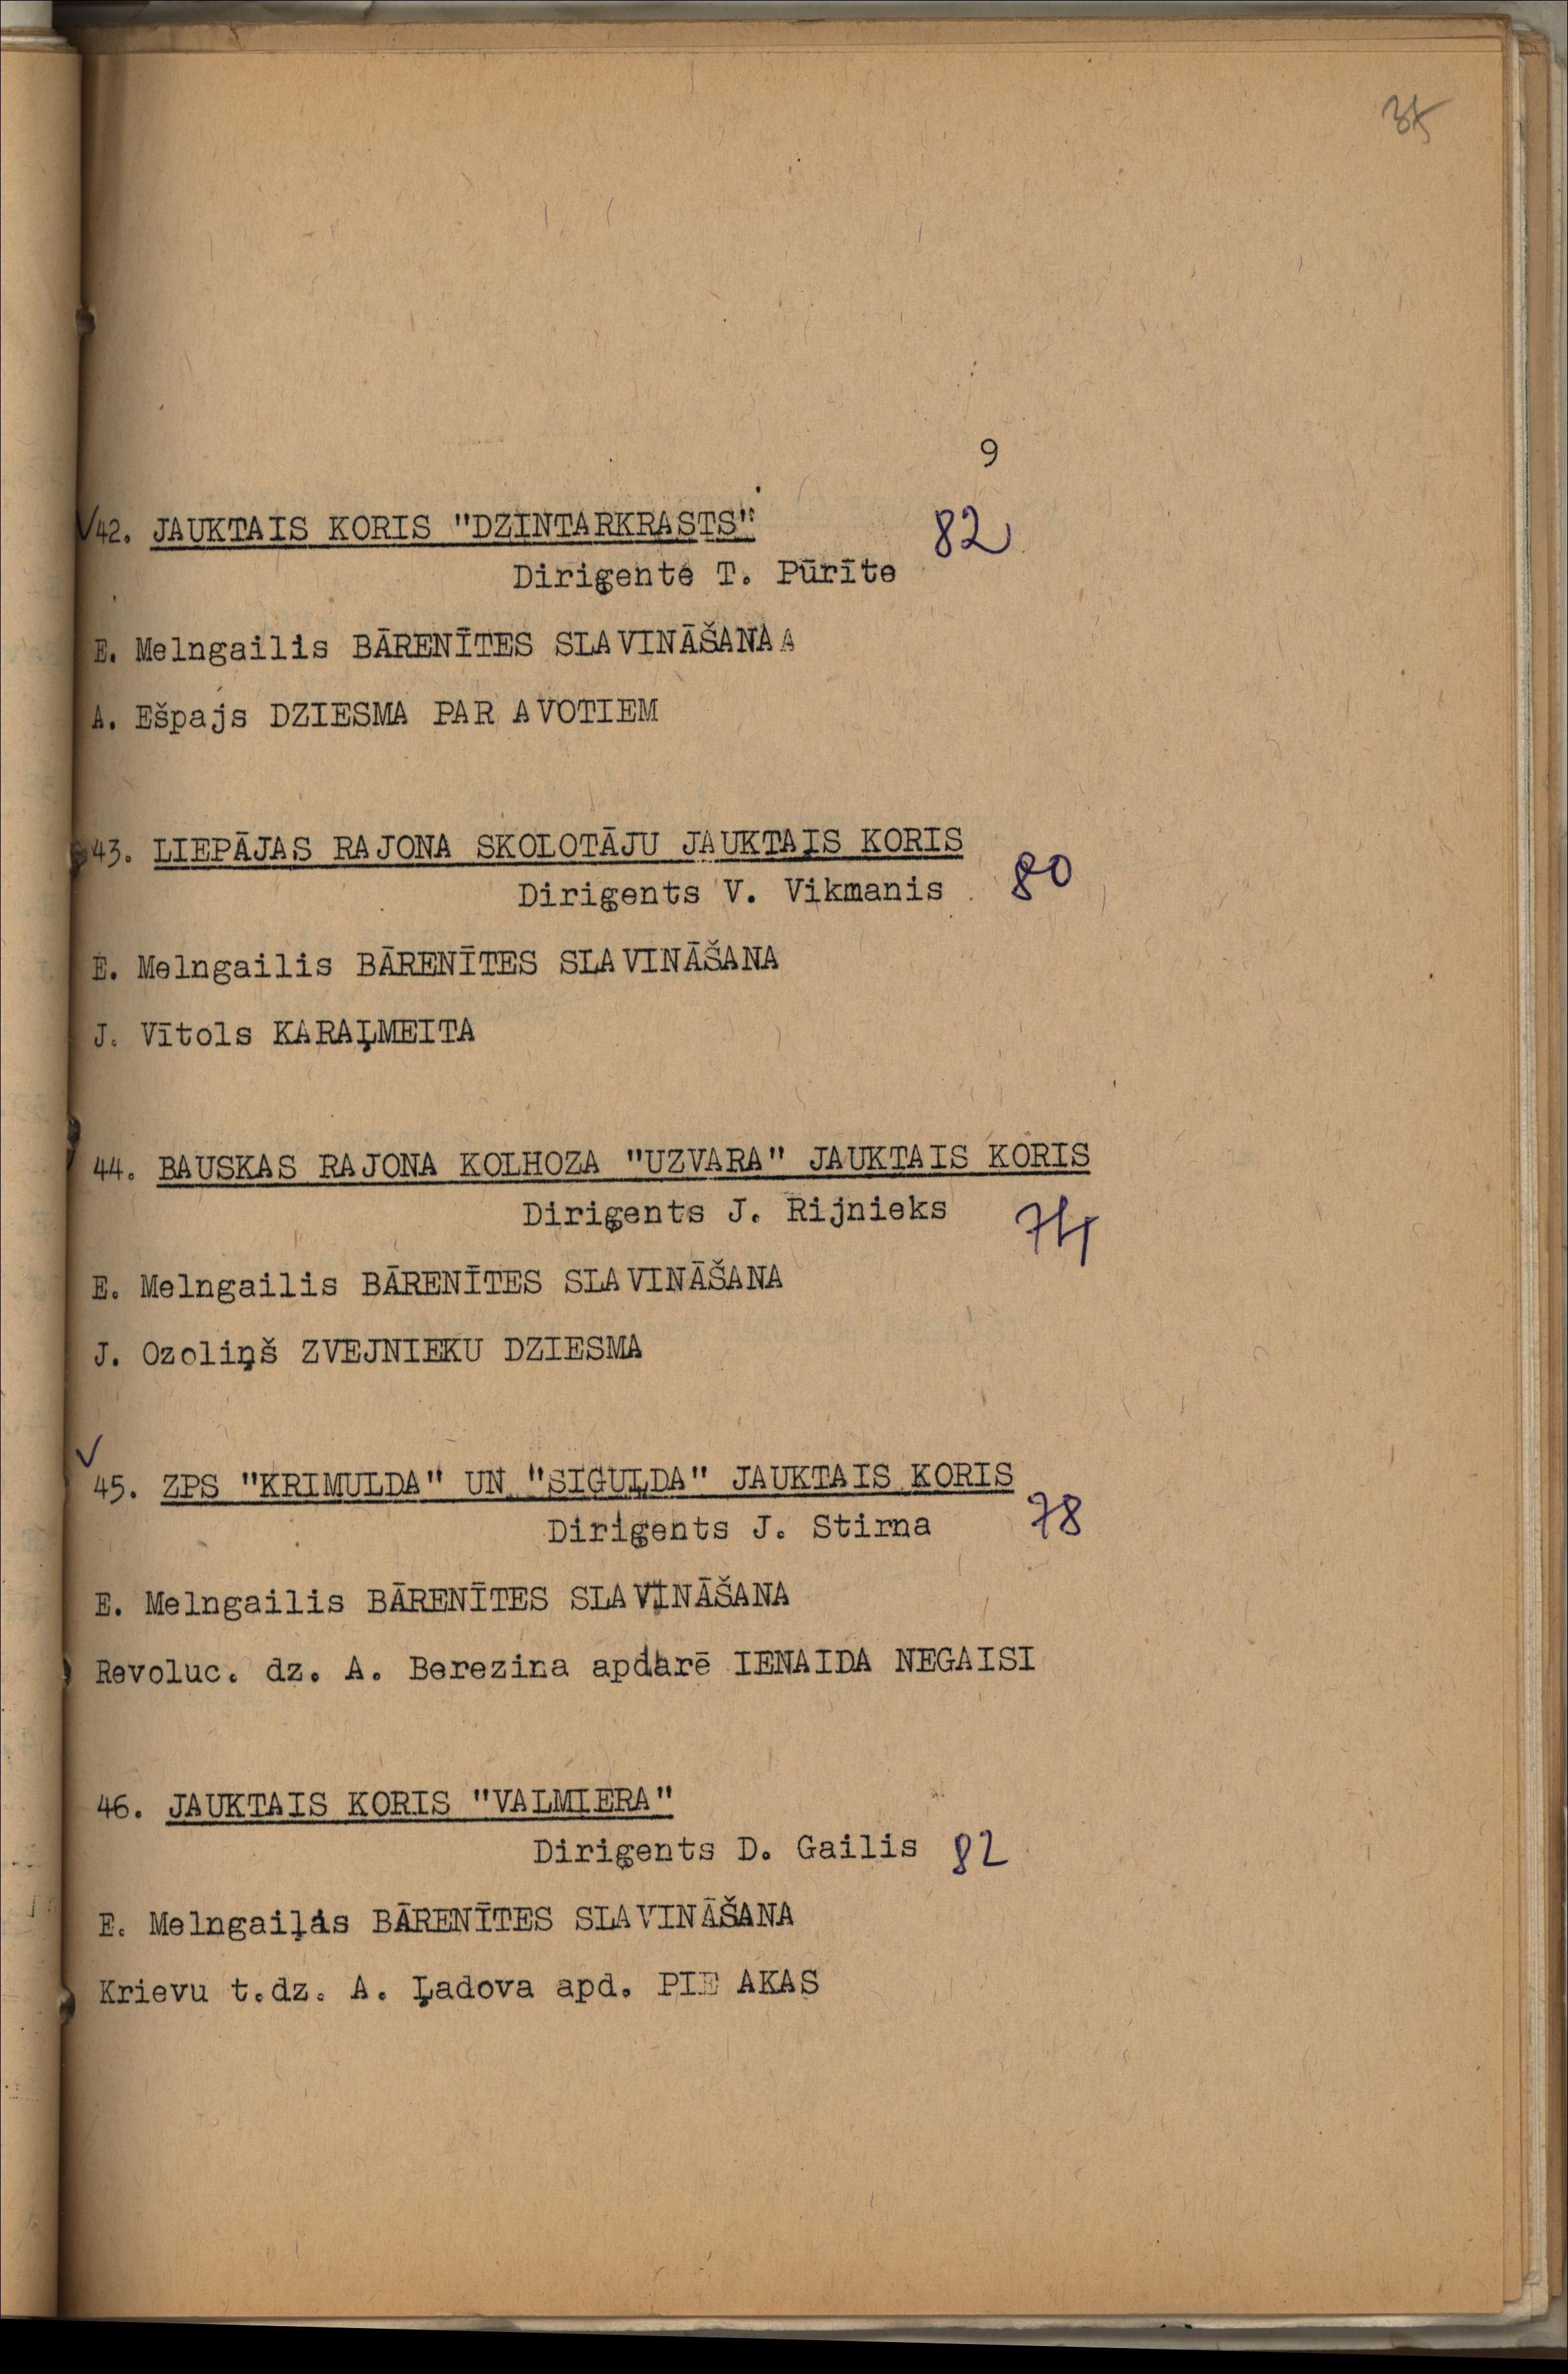 9
42. JAUKTAIS KORIS "DZINTARKRASTS" 82
Dirigente T. Pūrīte
E. Melngailis BĀRENĪTES SLAVINĀŠANAA
A. Ešpajs DZIESMA PAR AVOTIEM
43. LIEPĀJAS RAJONA SKOLOTĀJU JAUKTAIS KORIS
Dirigents V. Vikmanis 80
E. Melngailis BĀRENĪTES SLAVINĀŠANA
J. Vītols KARAĻMEITA
44. BAUSKAS RAJONA KOLHOZA "UZVARA" JAUKTAIS KORIS
Dirigents J. Rijnieks 74
E. Melngailis BĀRENĪTES SLAVINĀŠANA
J. Ozoliņš ZVEJNIEKU DZIESMA
45. ZPS "KRIMULDA" UN "SIGULDA" JAUKTAIS KORIS
Dirigents J. Stirna 78
E. Melngailis BĀRENĪTES SLAVINĀŠANA
Revoluc. dz. A. Berezina apdarē IENAIDA NEGAISI
46. JAUKTAIS KORIS "VALMIERA"
Dirigents D. Gailis 82
E. Melngaiļis BĀRENĪTES SLAVINĀŠANA
Krievu t.dz. A. Ļadova apd. PIE AKAS